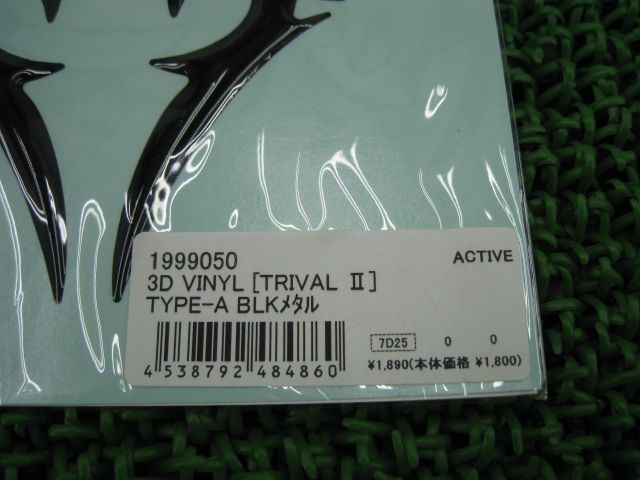 1999050 ACTIVE
3D VINYL [TRIVAL Ⅱ]
TYPE-A BLKﾒﾀﾙ
7D25 0 0
4 538792 484860
¥1,890(本体価格 ¥1,800)